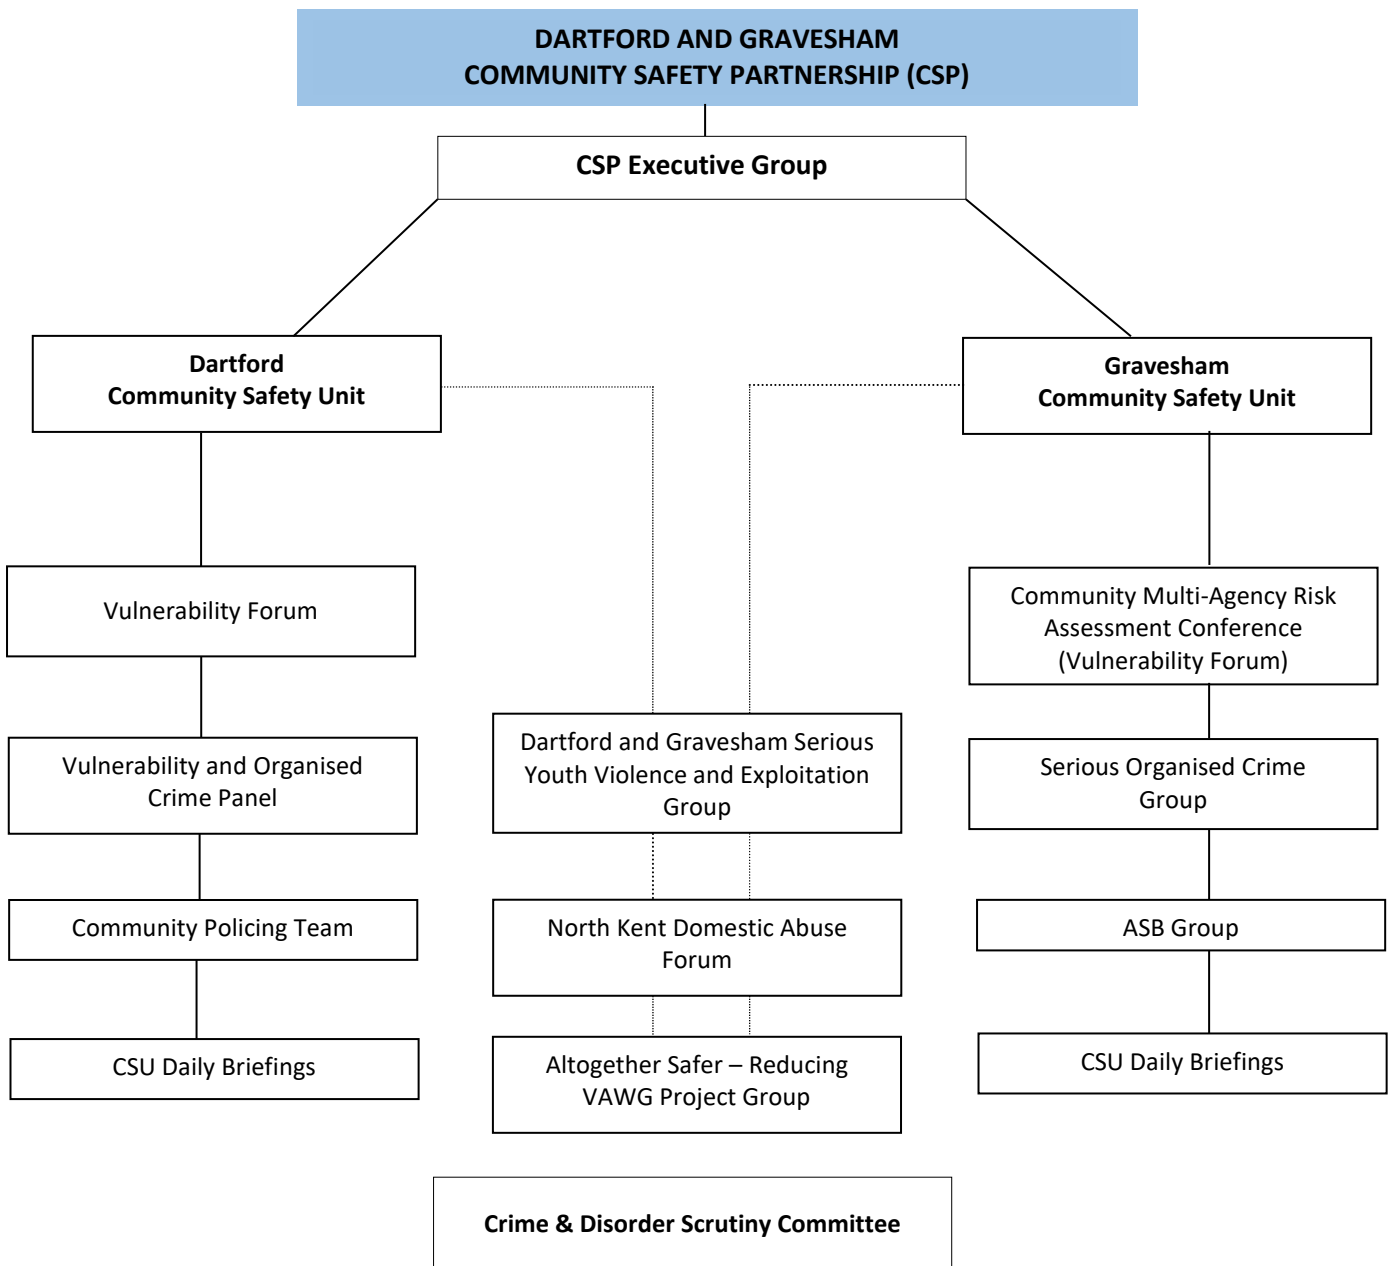 DARTFORD AND GRAVESHAM
COMMUNITY SAFETY PARTNERSHIP (CSP)
CSP Executive Group
Dartford
Community Safety Unit
Gravesham
Community Safety Unit
Vulnerability Forum
Vulnerability and Organised
Crime Panel
Community Policing Team
CSU Daily Briefings
Dartford and Gravesham Serious
Youth Violence and Exploitation
Group
North Kent Domestic Abuse
Forum
Altogether Safer – Reducing
VAWG Project Group
Community Multi-Agency Risk
Assessment Conference
(Vulnerability Forum)
Serious Organised Crime
Group
ASB Group
CSU Daily Briefings
Crime & Disorder Scrutiny Committee